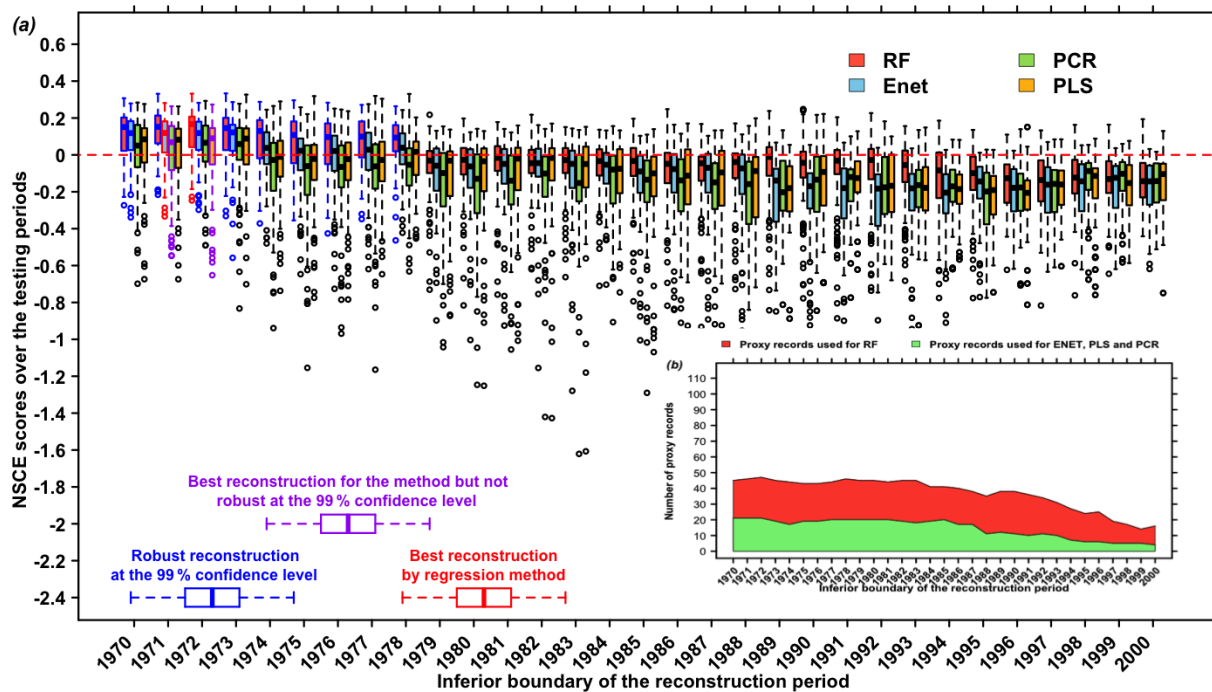 (a)
NSCE scores over the testing periods
0.6
0.4
0.2
0
-0.2
-0.4
-0.6
-0.8
-1
-1.2
-1.4
-1.6
-1.8
-2
-2.2
-2.4
RF
PCR
Enet
PLS
Best reconstruction for the method but not
robust at the 99 % confidence level
Robust reconstruction
at the 99 % confidence level
Best reconstruction
by regression method
1970 1971 1972 1973 1974 1975 1976 1977 1978 1979 1980 1981 1982 1983 1984 1985 1986 1987 1988 1989 1990 1991 1992 1993 1994 1995 1996 1997 1998 1999 2000
Inferior boundary of the reconstruction period
Proxy records used for RF
Proxy records used for ENET, PLS and PCR
(b)
Number of proxy records
110
100
90
80
70
60
50
40
30
20
10
0
1970 1971 1972 1973 1974 1975 1976 1977 1978 1979 1980 1981 1982 1983 1984 1985 1986 1987 1988 1989 1990 1991 1992 1993 1994 1995 1996 1997 1998 1999 2000
Inferior boundary of the reconstruction period